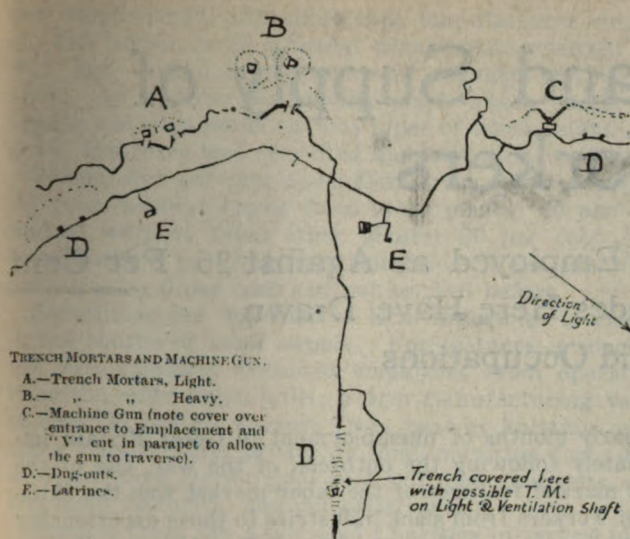 B
A
C
D
E
D
E
Direction
of Light
TRENCH MORTARS AND MACHINE GUN.
A.—Trench Mortars, Light.
B.— „ „ Heavy.
C.—Machine Gun (note cover over
entrance to Emplacement and
"V" cut in parapet to allow
the gun to traverse).
D.—Dug-outs.
E.—Latrines.
D
Trench covered here
with possible T. M.
on Light & Ventilation Shaft